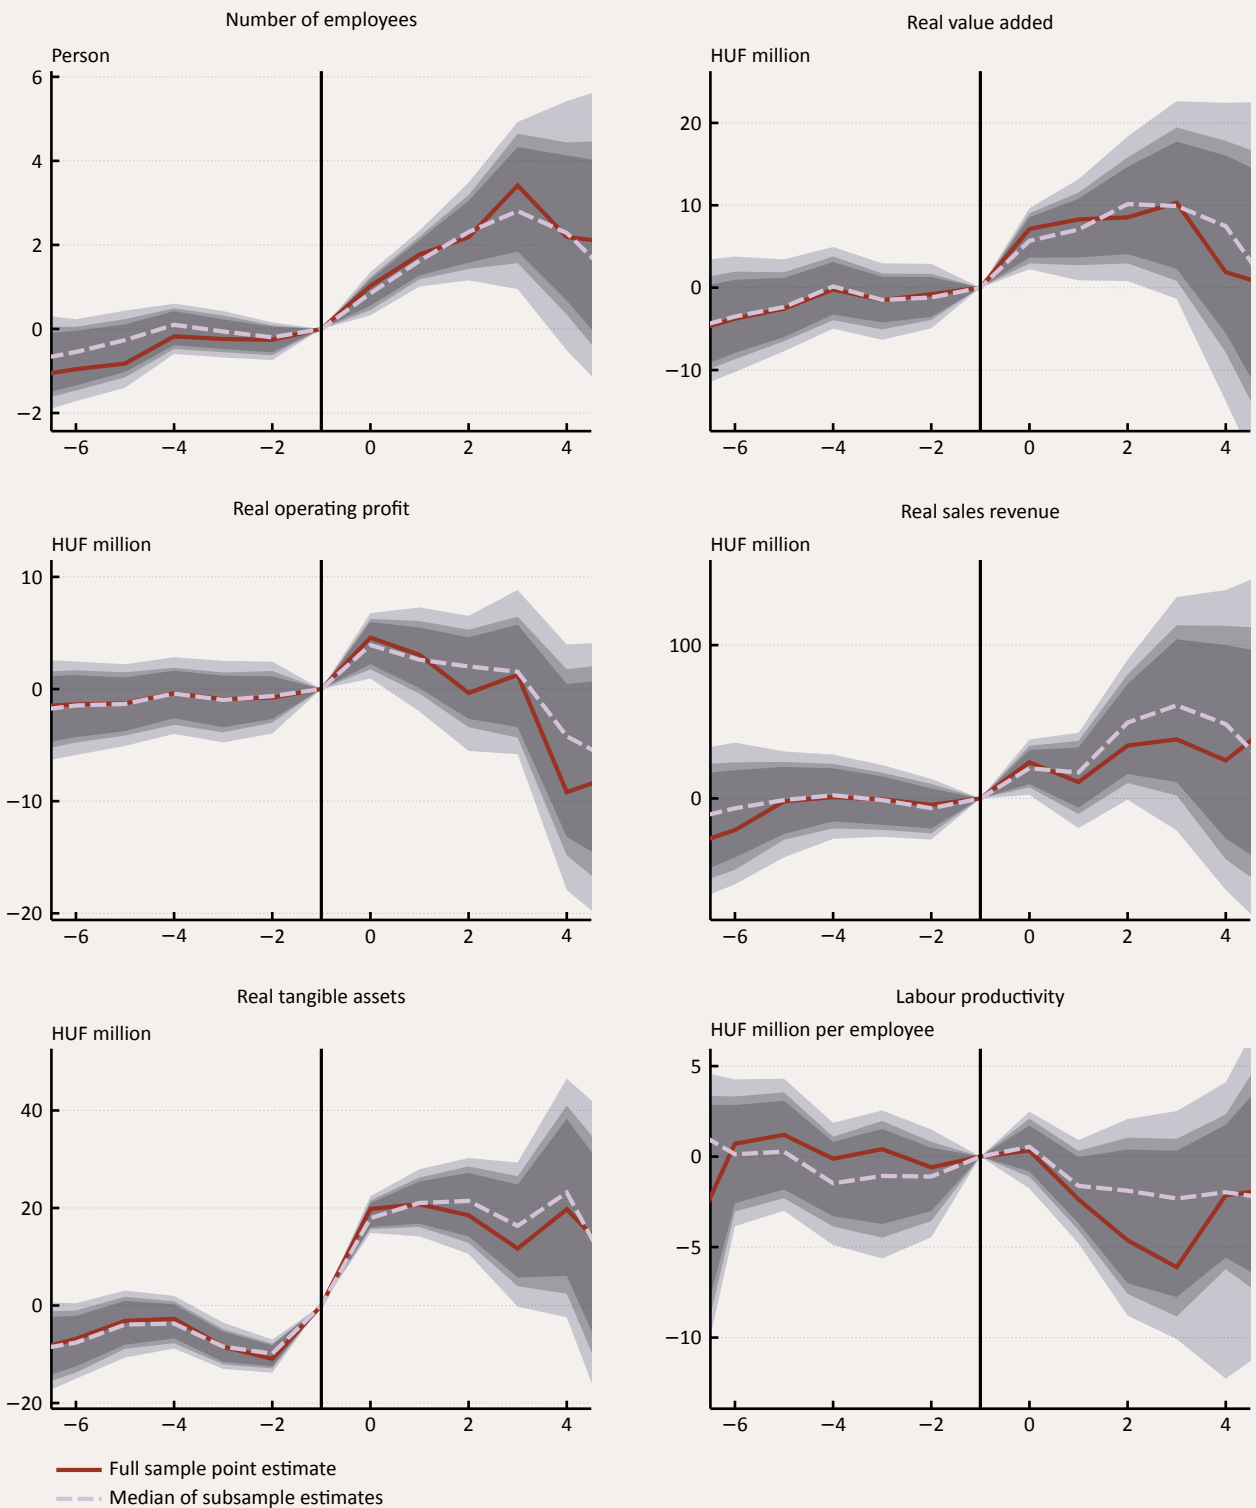 Number of employees
Person
6
4
2
0
−2
−6 −4 −2 0 2 4
Real value added
HUF million
20
10
0
−10
−6 −4 −2 0 2 4
Real operating profit
HUF million
10
0
−10
−20
−6 −4 −2 0 2 4
Real sales revenue
HUF million
100
0
−6 −4 −2 0 2 4
Real tangible assets
HUF million
40
20
0
−20
−6 −4 −2 0 2 4
Labour productivity
HUF million per employee
5
0
−5
−10
−6 −4 −2 0 2 4
Full sample point estimate
Median of subsample estimates